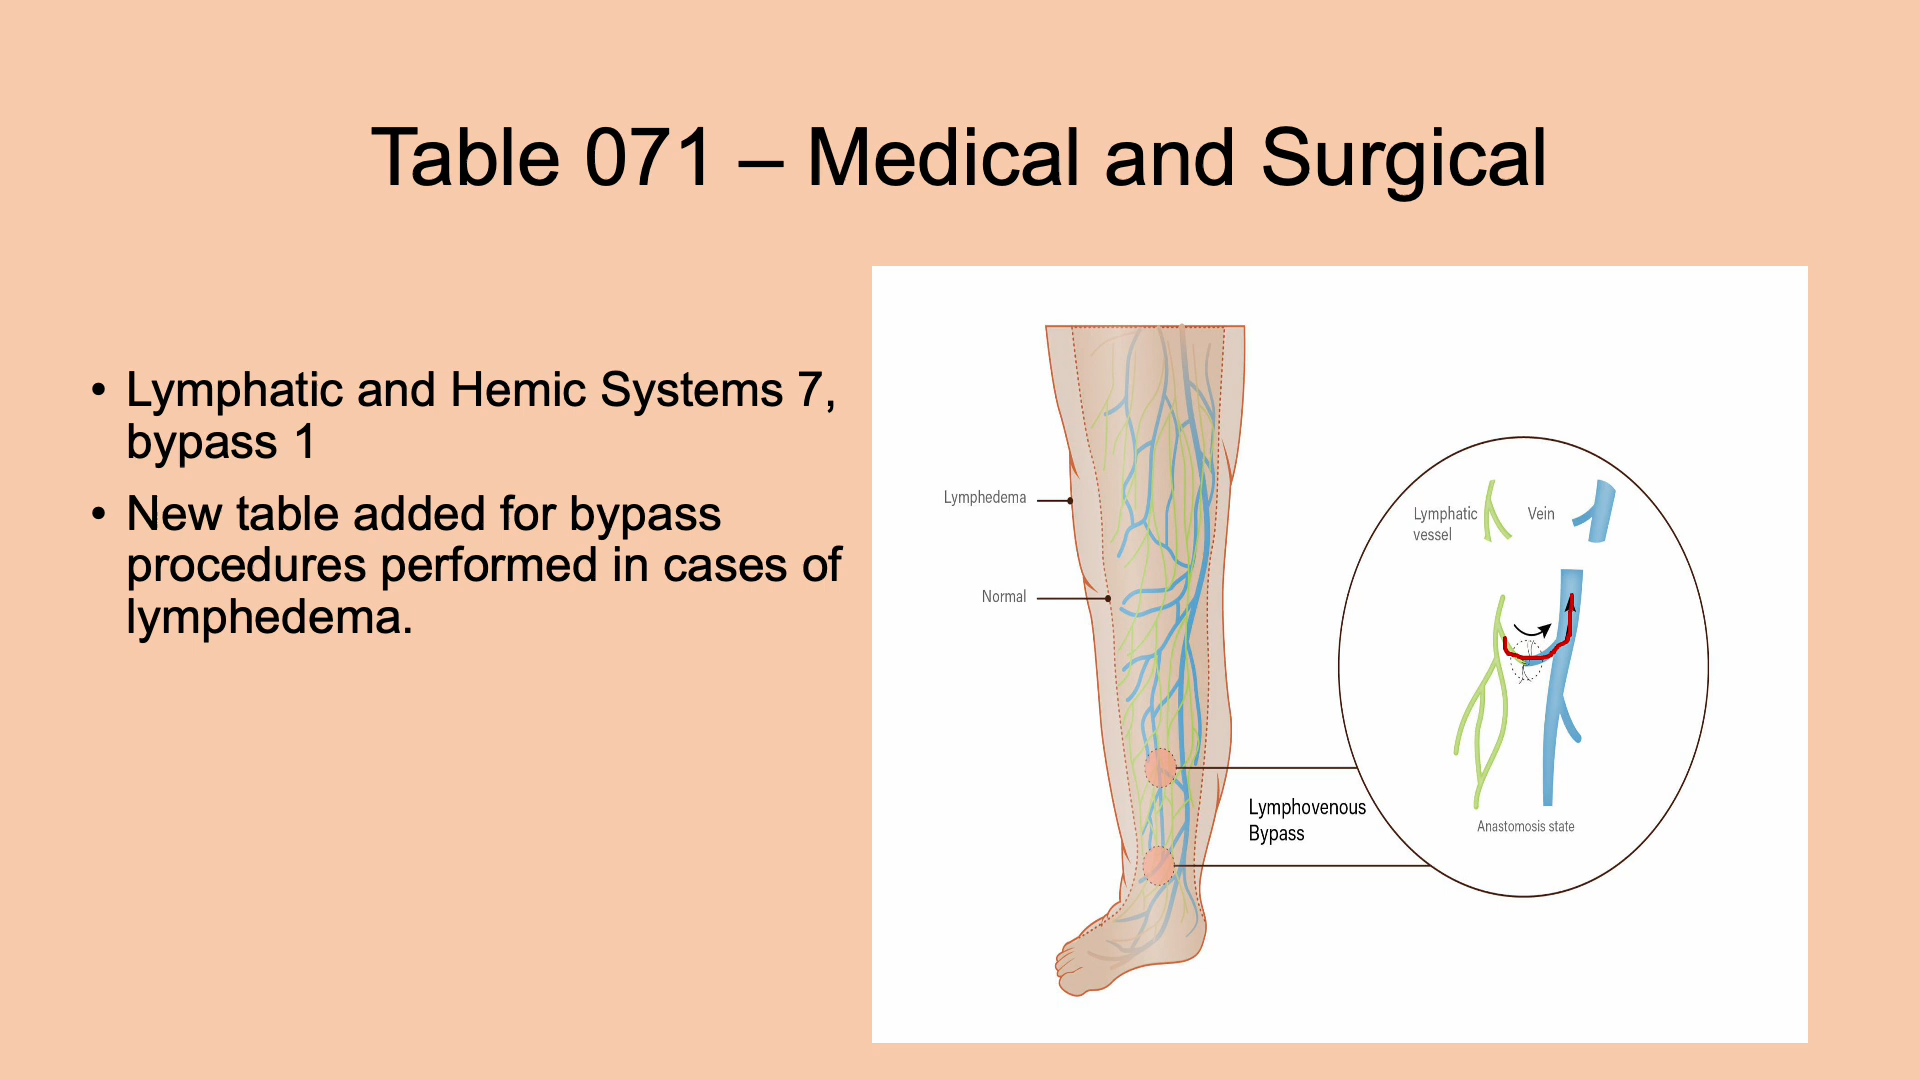 Table 071 – Medical and Surgical
• Lymphatic and Hemic Systems 7,
bypass 1
• New table added for bypass
procedures performed in cases of
lymphedema.
Lymphedema
Normal
Lymphovenous
Bypass
Lymphatic
vessel
Vein
Anastomosis state